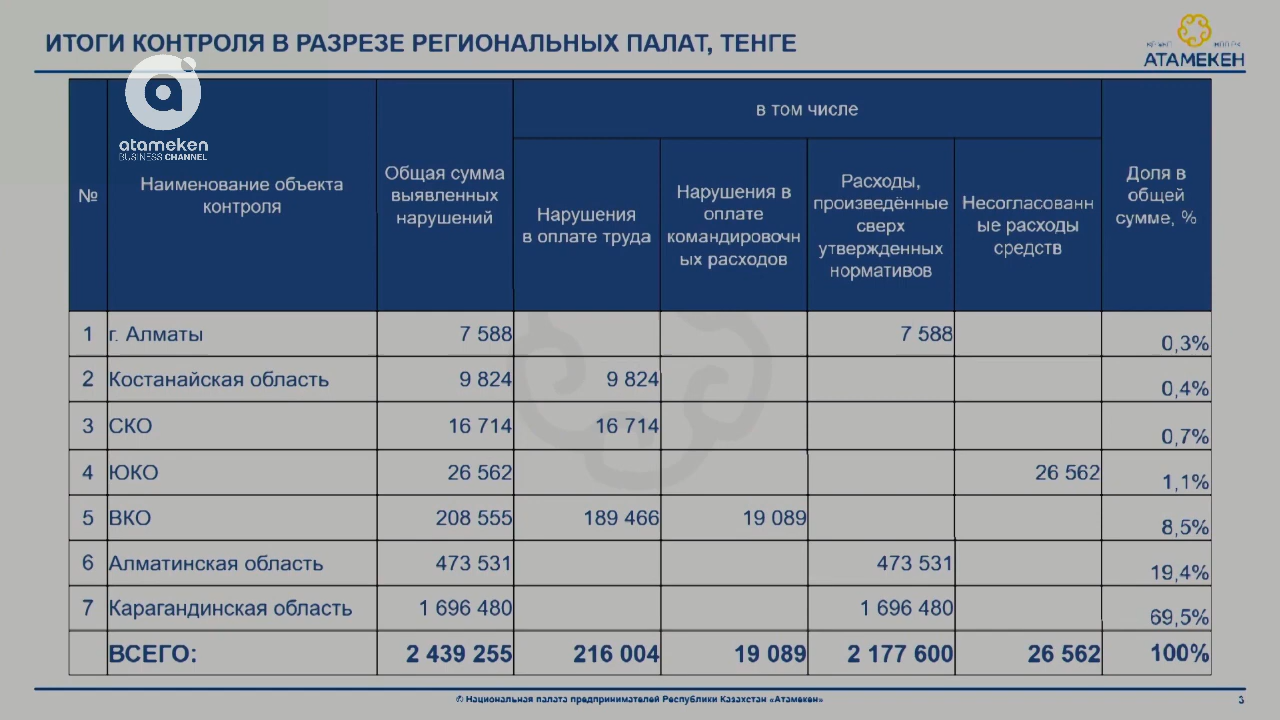 ИТОГИ КОНТРОЛЯ В РАЗРЕЗЕ РЕГИОНАЛЬНЫХ ПАЛАТ, ТЕНГЕ
АТАМЕКЕН
atameken
BUSINESS CHANNEL
№
Наименование объекта
контроля
Общая сумма
выявленных
нарушений
в том числе
Нарушения
в оплате труда
Нарушения в
оплате
командировочн
ых расходов
Расходы,
произведённые
сверх
утвержденных
нормативов
Несогласованн
ые расходы
средств
Доля в
общей
сумме, %
1 г. Алматы 7 588 7 588 0,3%
2 Костанайская область 9 824 9 824 0,4%
3 СКО 16 714 16 714 0,7%
4 ЮКО 26 562 26 562 1,1%
5 ВКО 208 555 189 466 19 089 8,5%
6 Алматинская область 473 531 473 531 19,4%
7 Карагандинская область 1 696 480 1 696 480 69,5%
ВСЕГО: 2 439 255 216 004 19 089 2 177 600 26 562 100%
© Национальная палата предпринимателей Республики Казахстан «Атамекен»
3